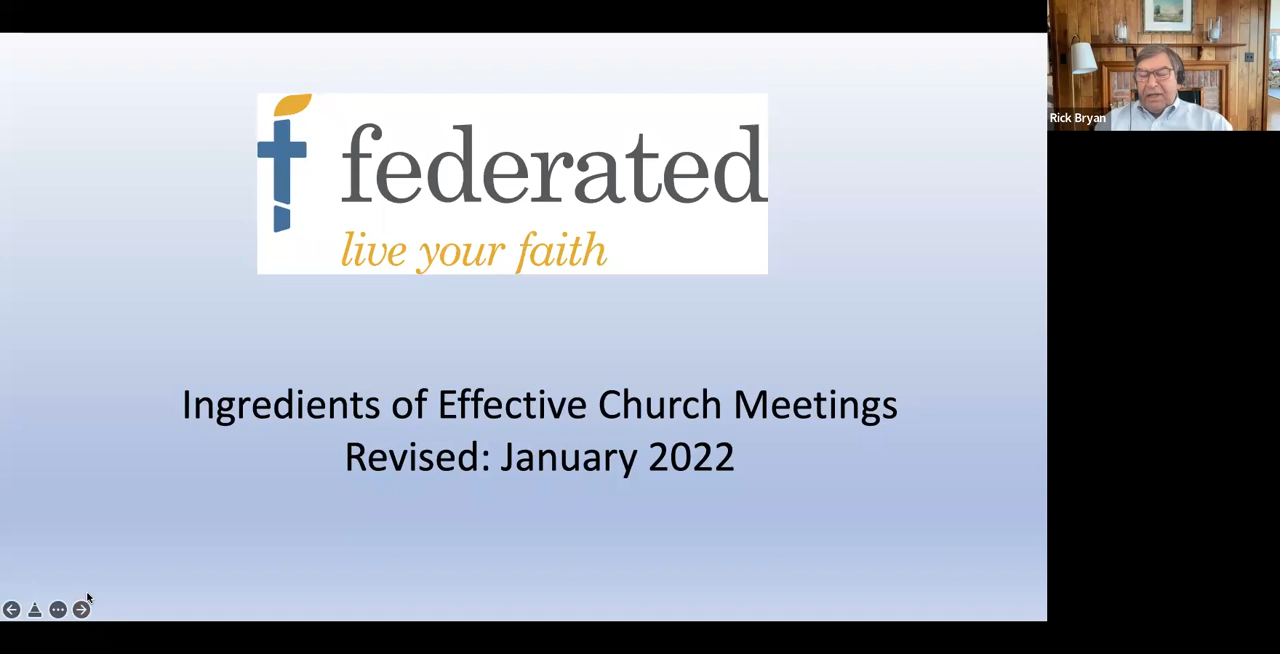 federated
live your faith
Ingredients of Effective Church Meetings
Revised: January 2022
Rick Bryan